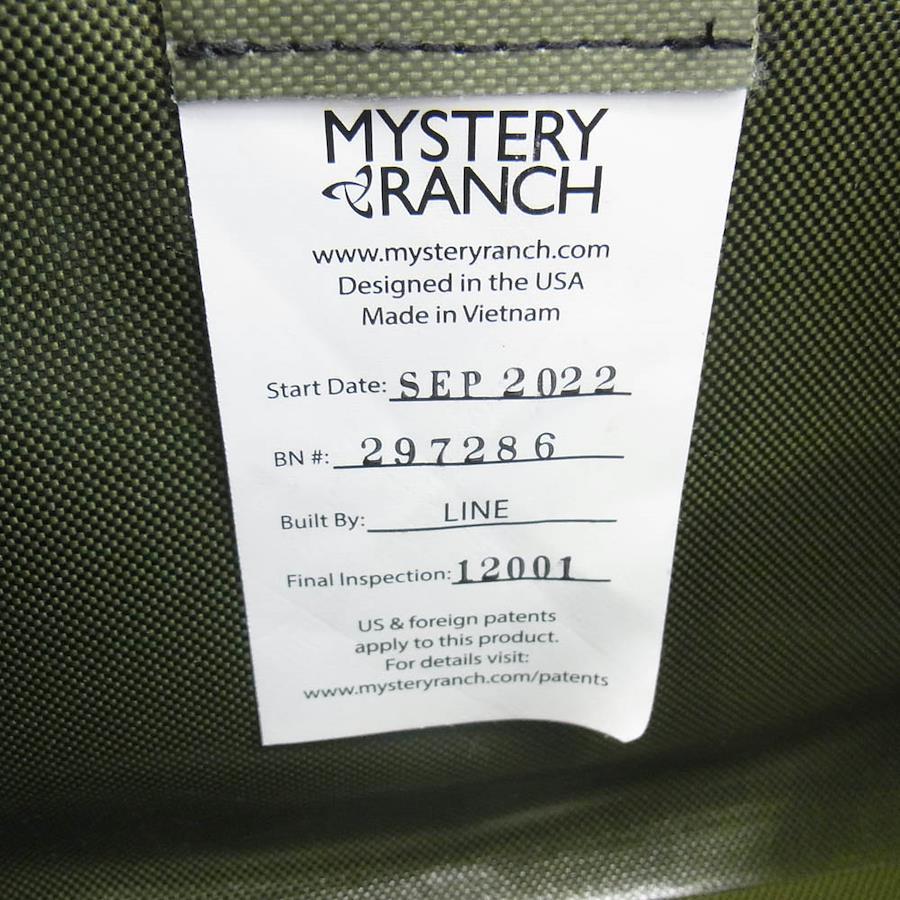 MYSTERY
RANCH
www.mysteryranch.com
Designed in the USA
Made in Vietnam
Start Date: SEP 2022
BN #: 297286
Built By: LINE
Final Inspection: 12001
US & foreign patents
apply to this product.
For details visit:
www.mysteryranch.com/patents